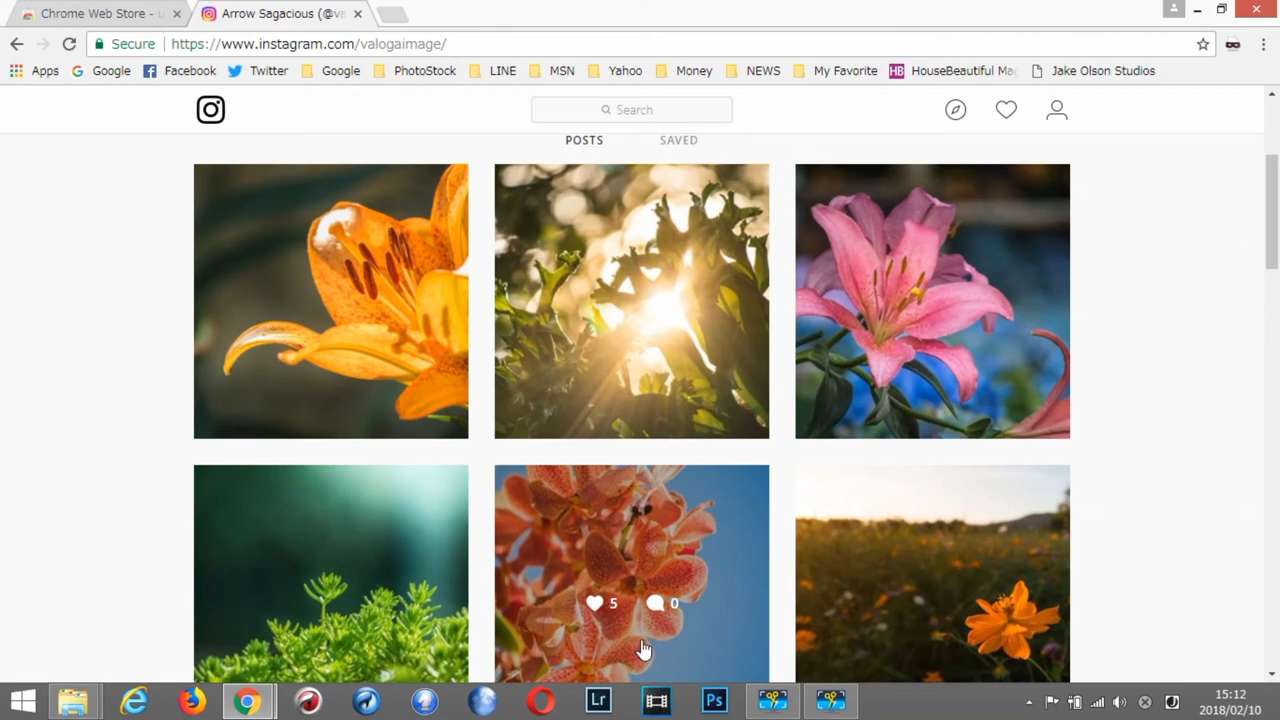 Chrome Web Store - u
Arrow Sagacious (@va
Secure
https://www.instagram.com/valogaimage/
Apps
Google
Facebook
Twitter
Google
PhotoStock
LINE
MSN
Yahoo
Money
NEWS
My Favorite
HB
HouseBeautiful Mag
Jake Olson Studios
Search
POSTS
SAVED
5
0
Lr
Ps
15:12
2018/02/10